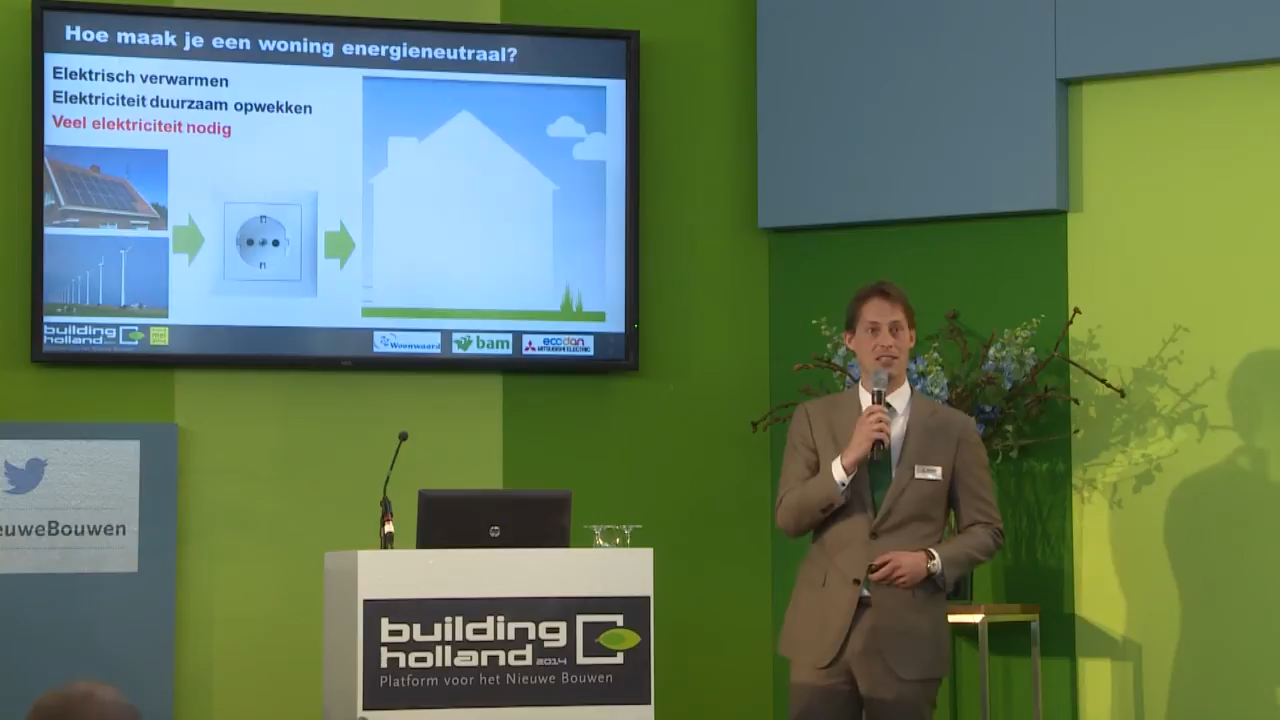 Hoe maak je een woning energieneutraal?
Elektrisch verwarmen
Elektriciteit duurzaam opwekken
Veel elektriciteit nodig
building
holland
Woonwaard
bam
ecodan
MITSUBISHI ELECTRIC
euweBouwen
hp
building
holland 2014
Platform voor het Nieuwe Bouwen